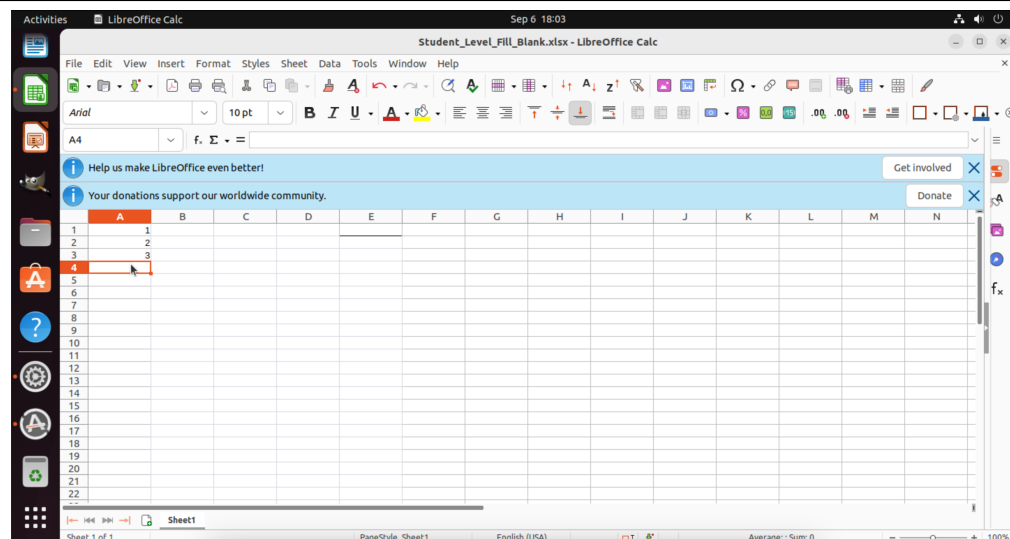 Activities LibreOffice Calc Sep 6 18:03
Student_Level_Fill_Blank.xlsx - LibreOffice Calc
File Edit View Insert Format Styles Sheet Data Tools Window Help
Arial 10 pt B I U
A4 Σ =
Help us make LibreOffice even better! Get involved
Your donations support our worldwide community. Donate
A B C D E F G H I J K L M N
1 1
2 2
3 3
4
5
6
7
8
9
10
11
12
13
14
15
16
17
18
19
20
21
22
Sheet1
Sheet 1 of 1 PageStyle_Sheet1 English (USA) Average: ; Sum: 0 100%